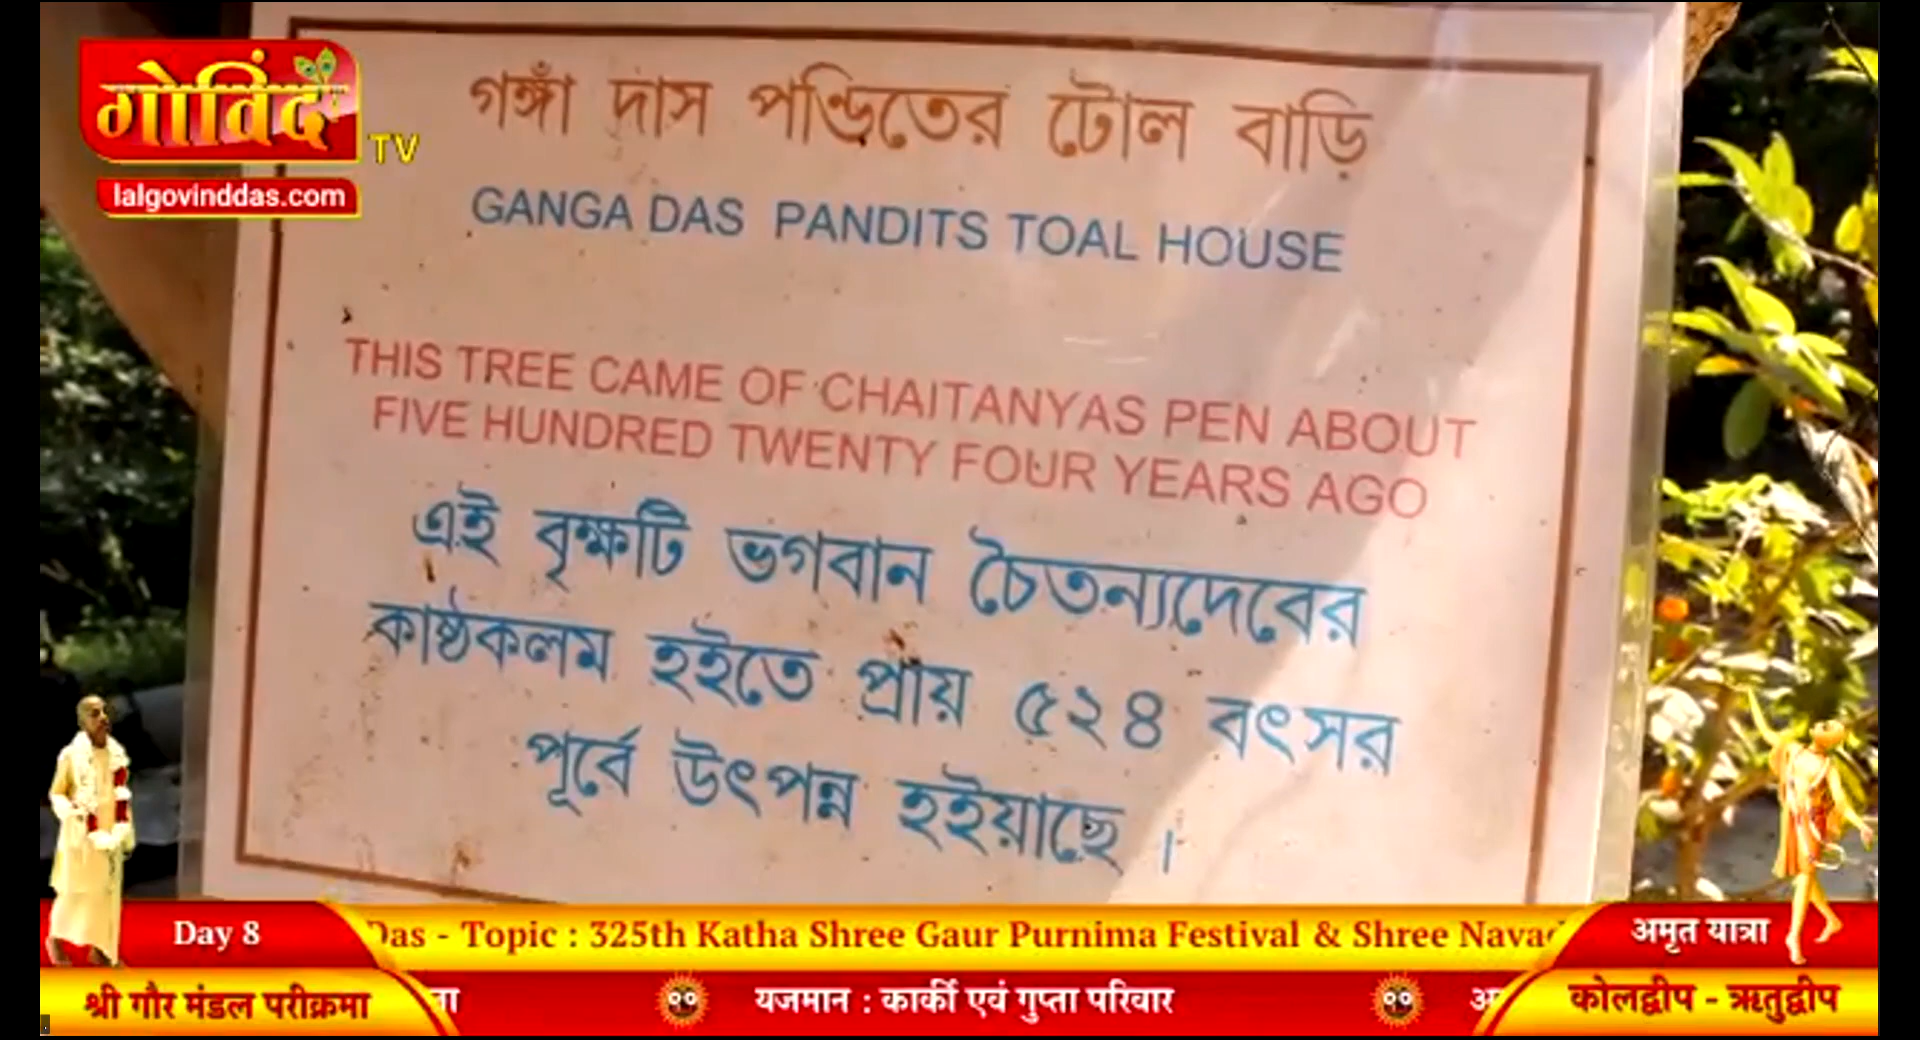 गोविंद
TV
lalgovinddas.com
গঙ্গাঁ দাস পণ্ডিতের টোল বাড়ি
GANGA DAS PANDITS TOAL HOUSE
THIS TREE CAME OF CHAITANYAS PEN ABOUT
FIVE HUNDRED TWENTY FOUR YEARS AGO
এই বৃক্ষটি ভগবান চৈতন্যদেবের
কাষ্ঠকলম হইতে প্রায় ৫২৪ বৎসর
পূর্বে উৎপন্ন হইয়াছে।
Day 8
Das - Topic : 325th Katha Shree Gaur Purnima Festival & Shree
अमृत यात्रा
श्री गौर मंडल परीक्रमा
यजमान : कार्की एवं गुप्ता परिवार
कोलद्वीप - ऋतुद्वीप